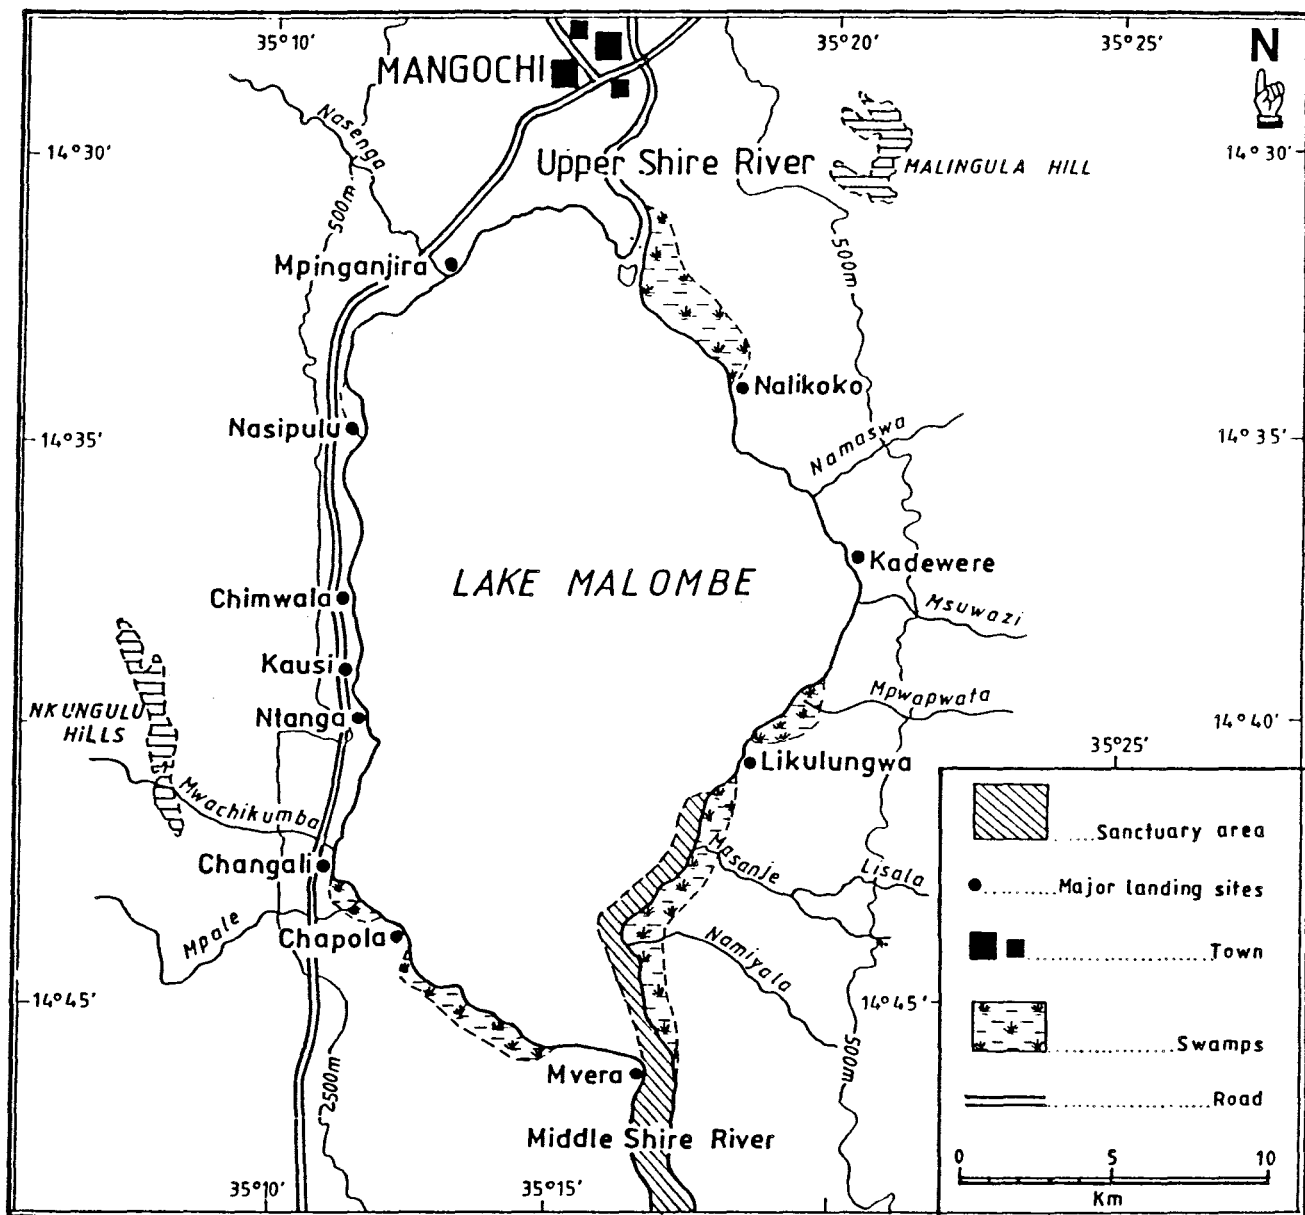 35°10'
35°20'
35°25'
N
MANGOCHI
Nasenga
14°30'
14°30'
Upper Shire River
MALINGULA HILL
500m
500m
Mpinganjira
Nalikoko
Namaswa
Nasipulu
14°35'
14°35'
Kadewere
LAKE MALOMBE
Chimwala
Msuwazi
Kausi
Mpwapwata
NKUNGULU
HILLS
Ntanga
14°40'
35°25'
Likulungwa
Mwachikumba
Sanctuary area
Changali
Masanje
Lisala
Major landing sites
Mpale
Chapola
Namiyala
Town
14°45'
14°45'
Swamps
500m
Mvera
2500m
Road
Middle Shire River
0 5 10
Km
35°10'
35°15'